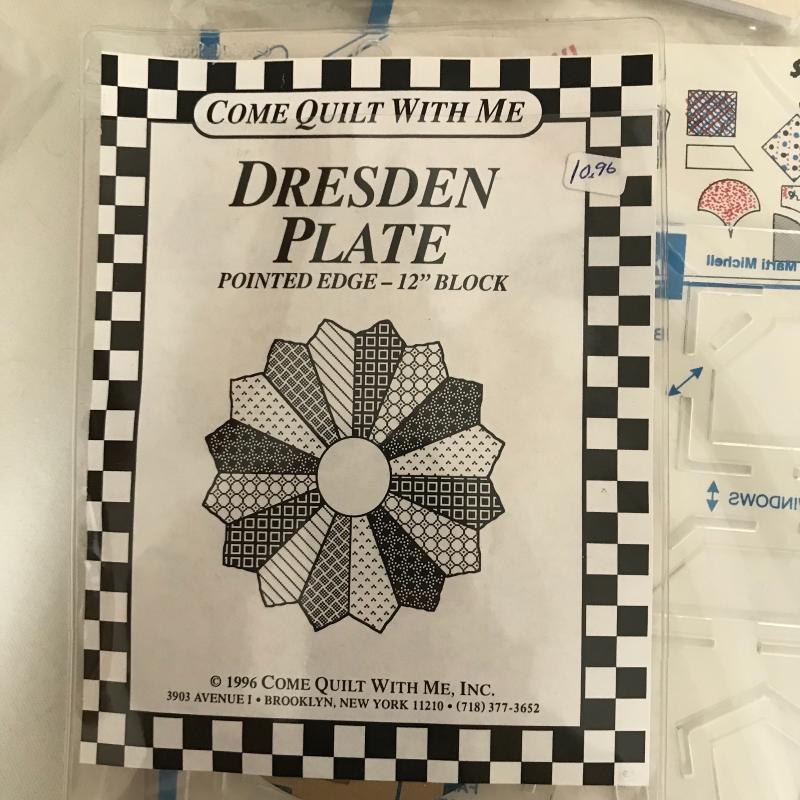 COME QUILT WITH ME
10.96
DRESDEN
PLATE
POINTED EDGE – 12” BLOCK
© 1996 COME QUILT WITH ME, INC.
3903 AVENUE I • BROOKLYN, NEW YORK 11210 • (718) 377-3652
Marti Michell
WINDOWS